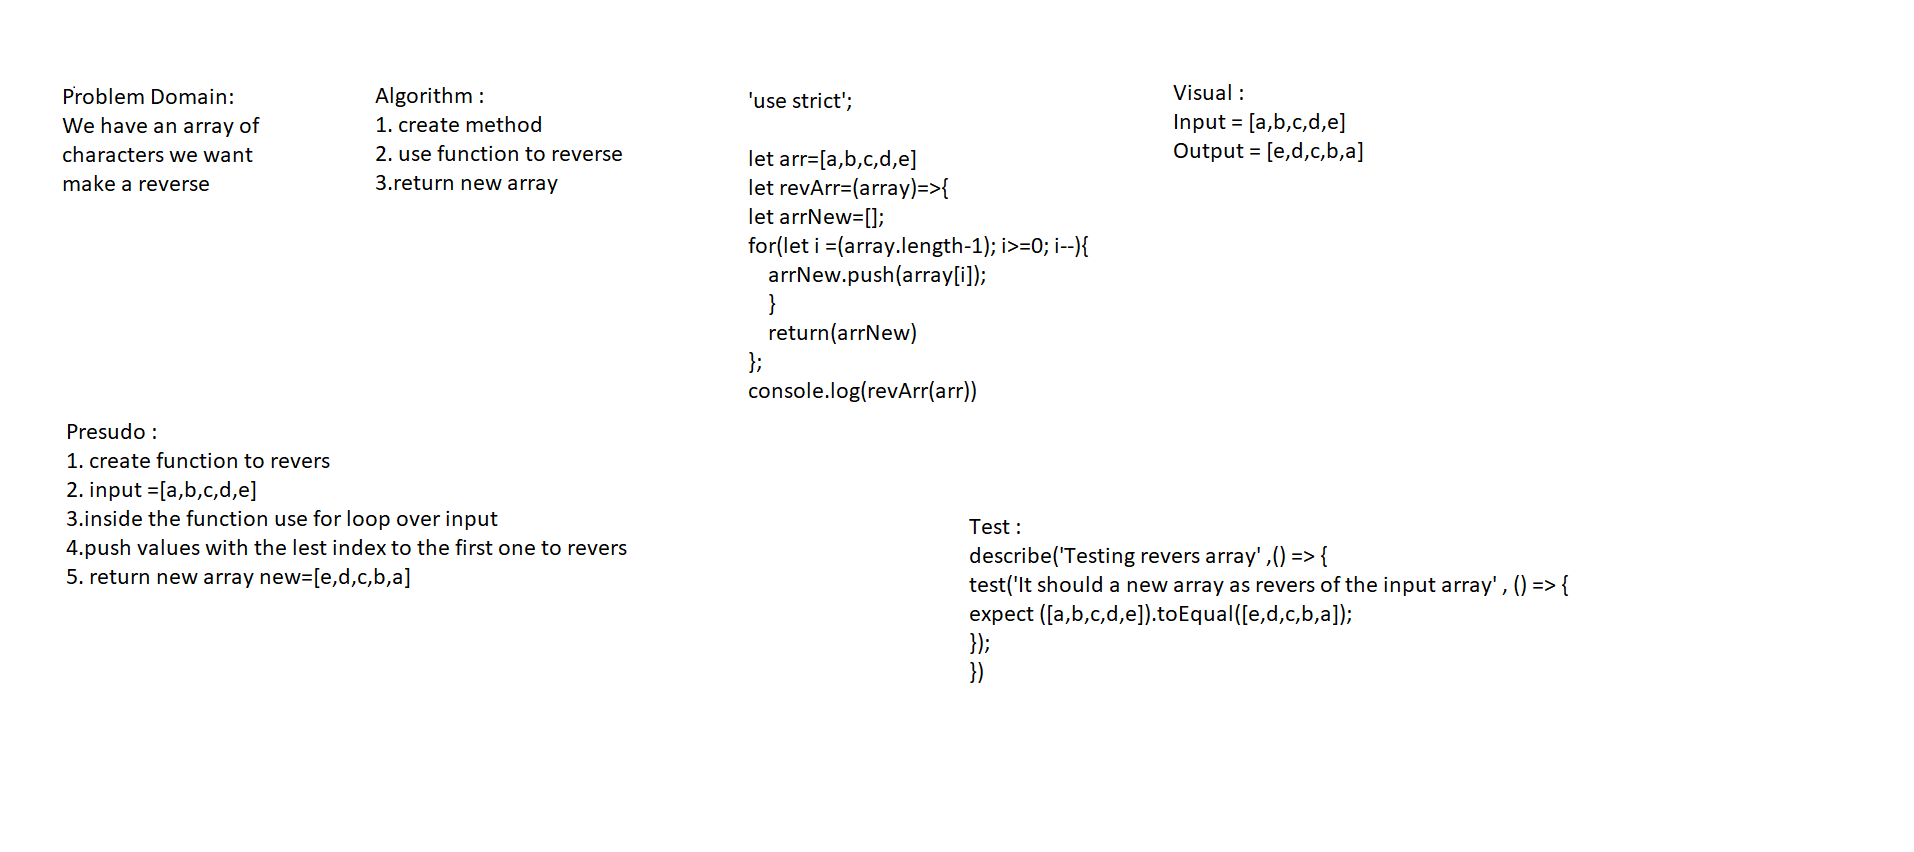 Problem Domain:
We have an array of
characters we want
make a reverse
Algorithm :
1. create method
2. use function to reverse
3.return new array
'use strict';
let arr=[a,b,c,d,e]
let revArr=(array)=>{
let arrNew=[];
for(let i =(array.length-1); i>=0; i--){
arrNew.push(array[i]);
}
return(arrNew)
};
console.log(revArr(arr))
Visual :
Input = [a,b,c,d,e]
Output = [e,d,c,b,a]
Presudo :
1. create function to revers
2. input =[a,b,c,d,e]
3.inside the function use for loop over input
4.push values with the lest index to the first one to revers
5. return new array new=[e,d,c,b,a]
Test :
describe('Testing revers array' ,() => {
test('It should a new array as revers of the input array' , () => {
expect ([a,b,c,d,e]).toEqual([e,d,c,b,a]);
});
})